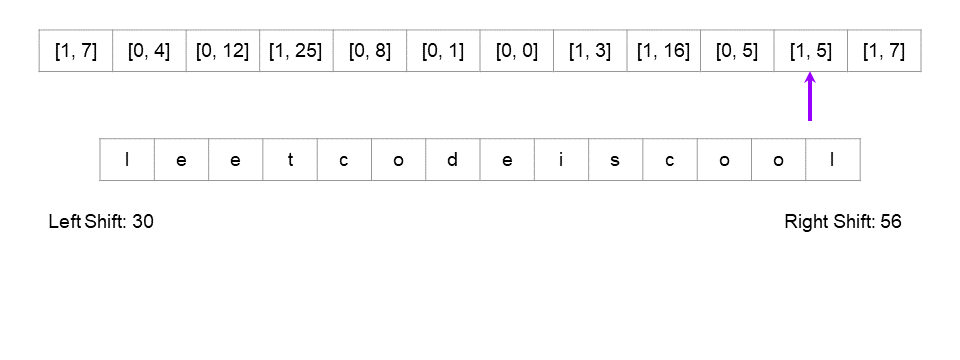 [1, 7] [0, 4] [0, 12] [1, 25] [0, 8] [0, 1] [0, 0] [1, 3] [1, 16] [0, 5] [1, 5] [1, 7]
l e e t c o d e i s c o o l
Left Shift: 30 Right Shift: 56